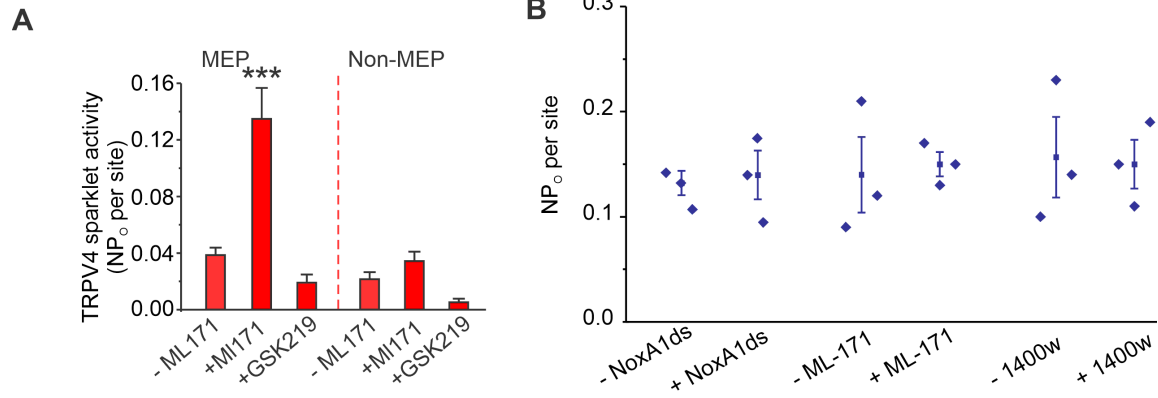 A
MEP
***
Non-MEP
TRPV4 sparklet activity
(NPO per site)
0.16
0.12
0.08
0.04
0.00
- ML171
+Ml171
+GSK219
- ML171
+Ml171
+GSK219
B
NPO per site
0.3
0.2
0.1
0.0
- NoxA1ds
+ NoxA1ds
- ML-171
+ ML-171
- 1400w
+ 1400w